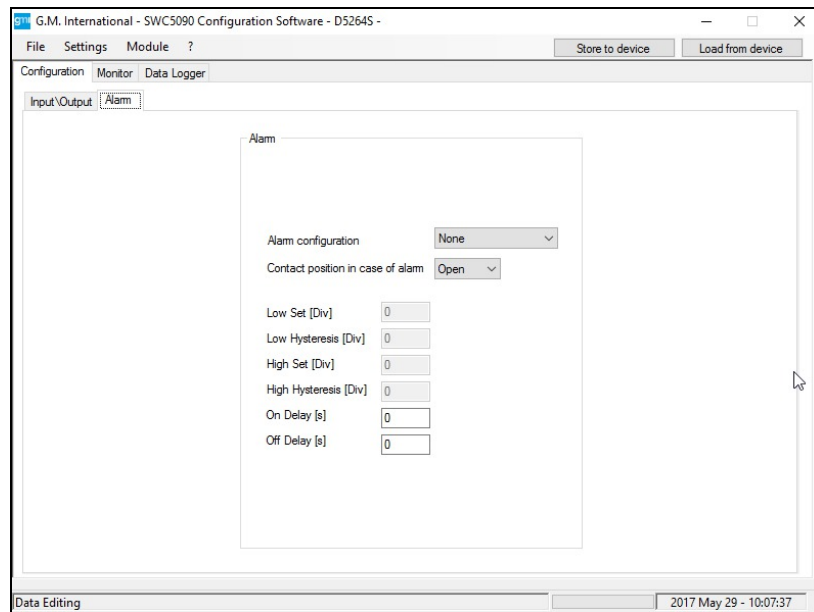 GTM G.M. International - SWC5090 Configuration Software - D5264S -
File Settings Module ? Store to device Load from device
Configuration Monitor Data Logger
Input\Output Alarm
Alarm
Alarm configuration None
Contact position in case of alarm Open
Low Set [Div] 0
Low Hysteresis [Div] 0
High Set [Div] 0
High Hysteresis [Div] 0
On Delay [s] 0
Off Delay [s] 0
Data Editing 2017 May 29 - 10:07:37